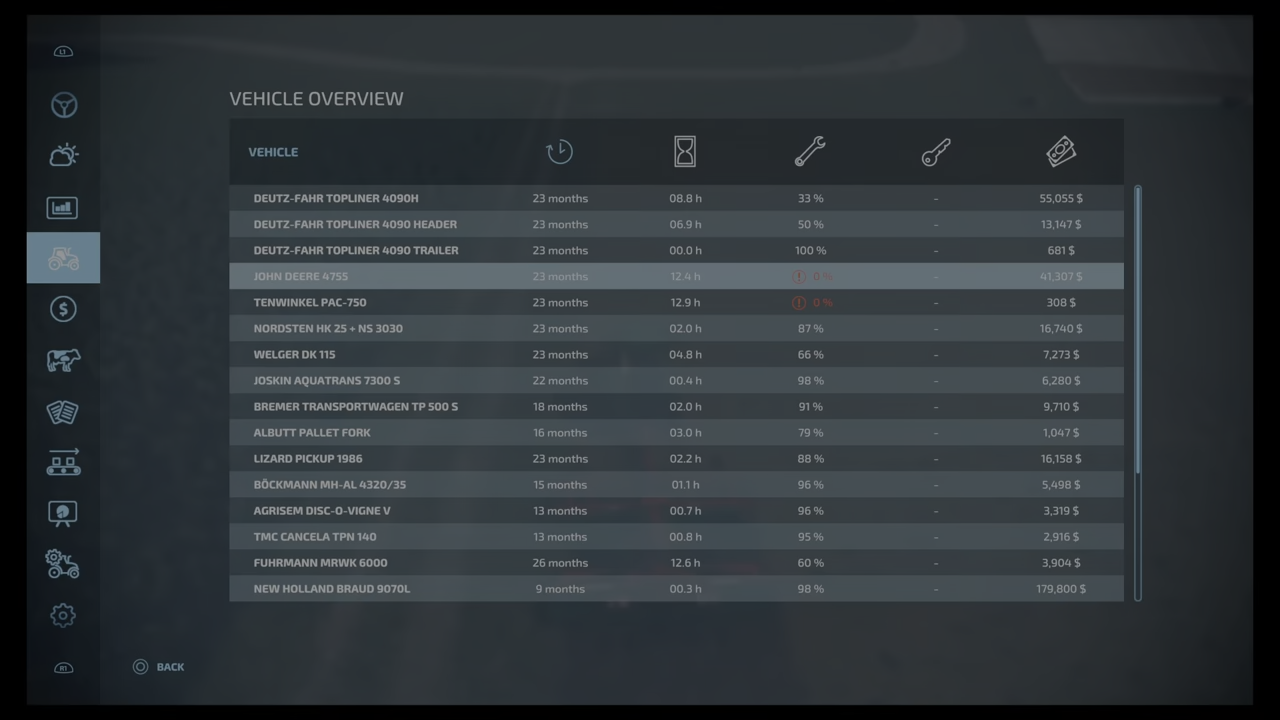 L1
VEHICLE OVERVIEW
VEHICLE
DEUTZ-FAHR TOPLINER 4090H 23 months 08.8 h 33 % - 55,055 $
DEUTZ-FAHR TOPLINER 4090 HEADER 23 months 06.9 h 50 % - 13,147 $
DEUTZ-FAHR TOPLINER 4090 TRAILER 23 months 00.0 h 100 % - 681 $
JOHN DEERE 4755 23 months 12.4 h ! 0 % - 41,307 $
TENWINKEL PAC-750 23 months 12.9 h ! 0 % - 308 $
NORDSTEN HK 25 + NS 3030 23 months 02.0 h 87 % - 16,740 $
WELGER DK 115 23 months 04.8 h 66 % - 7,273 $
JOSKIN AQUATRANS 7300 S 22 months 00.4 h 98 % - 6,280 $
BREMER TRANSPORTWAGEN TP 500 S 18 months 02.0 h 91 % - 9,710 $
ALBUTT PALLET FORK 16 months 03.0 h 79 % - 1,047 $
LIZARD PICKUP 1986 23 months 02.2 h 88 % - 16,158 $
BÖCKMANN MH-AL 4320/35 15 months 01.1 h 96 % - 5,498 $
AGRISEM DISC-O-VIGNE V 13 months 00.7 h 96 % - 3,319 $
TMC CANCELA TPN 140 13 months 00.8 h 95 % - 2,916 $
FUHRMANN MRWK 6000 26 months 12.6 h 60 % - 3,904 $
NEW HOLLAND BRAUD 9070L 9 months 00.3 h 98 % - 179,800 $
R1
BACK